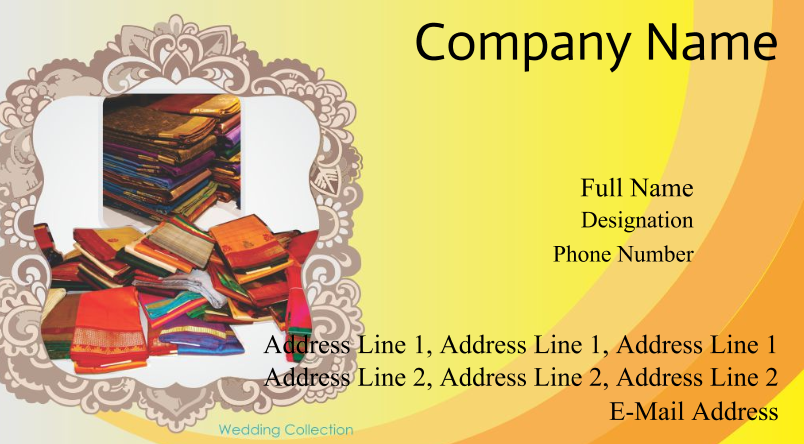 Company Name
Full Name
Designation
Phone Number
Address Line 1, Address Line 1, Address Line 1
Address Line 2, Address Line 2, Address Line 2
E-Mail Address
Wedding Collection